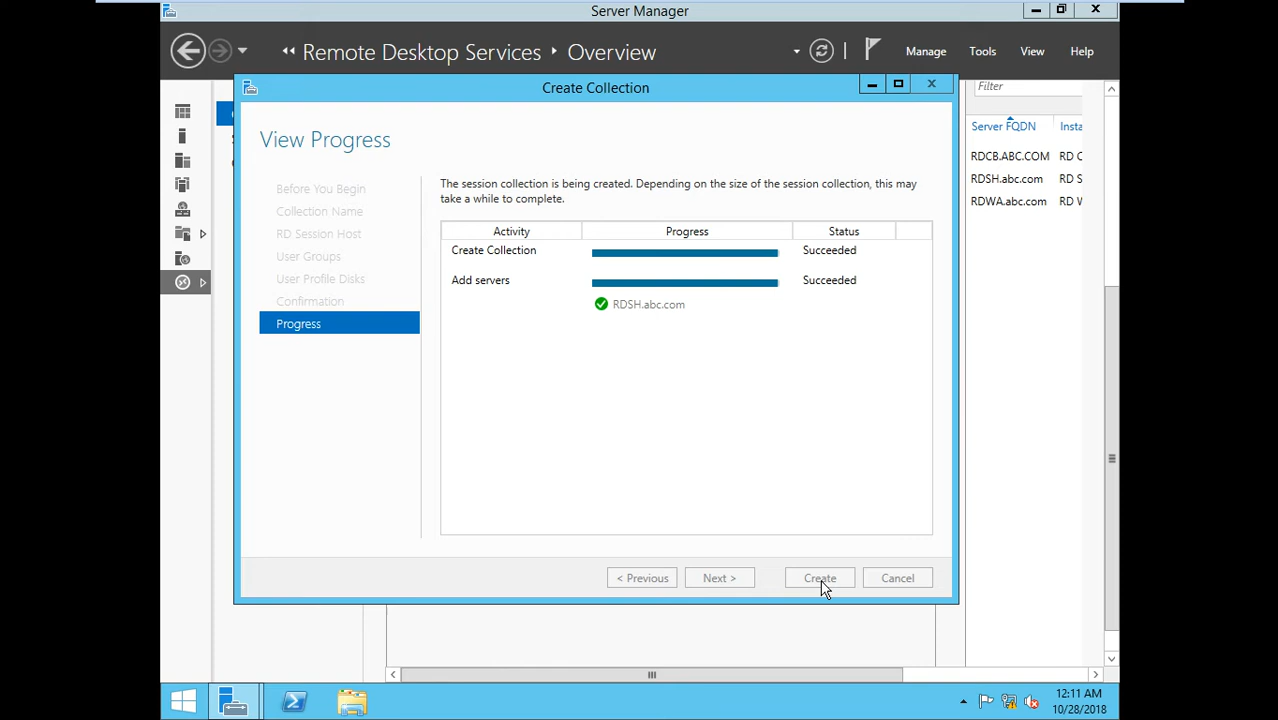 Server Manager
Remote Desktop Services
Overview
Manage
Tools
View
Help
Create Collection
Filter
View Progress
Server FQDN
Insta
RDCB.ABC.COM
RD C
RDSH.abc.com
RD S
RDWA.abc.com
RD W
Before You Begin
Collection Name
RD Session Host
User Groups
User Profile Disks
Confirmation
Progress
The session collection is being created. Depending on the size of the session collection, this may
take a while to complete.
Activity
Progress
Status
Create Collection
Succeeded
Add servers
Succeeded
RDSH.abc.com
< Previous
Next >
Create
Cancel
12:11 AM
10/28/2018